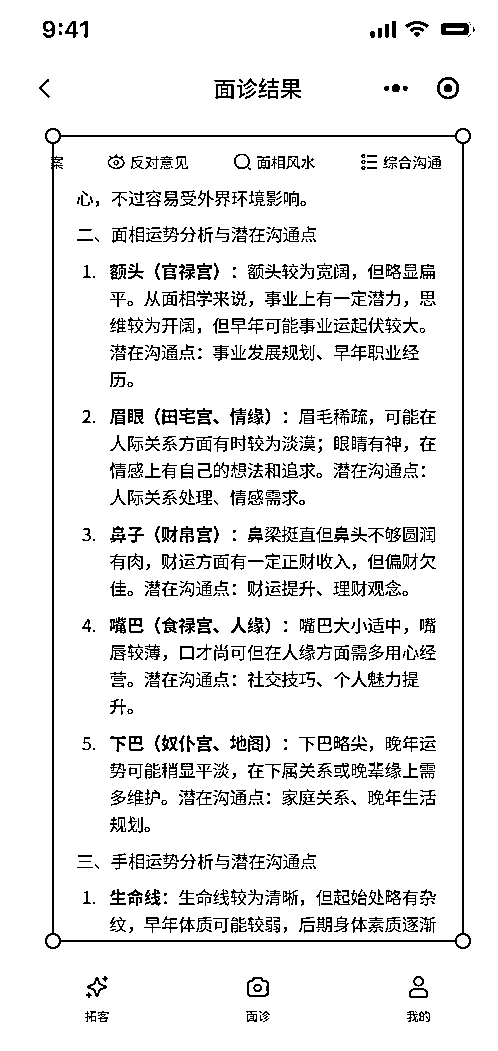 9:41
面诊结果
案 反对意见 面相风水 综合沟通
心，不过容易受外界环境影响。
二、面相运势分析与潜在沟通点
1. 额头（官禄宫）：额头较为宽阔，但略显扁
平。从面相学来说，事业上有一定潜力，思
维较为开阔，但早年可能事业运起伏较大。
潜在沟通点：事业发展规划、早年职业经
历。
2. 眉眼（田宅宫、情缘）：眉毛稀疏，可能在
人际关系方面有时较为淡漠；眼睛有神，在
情感上有自己的想法和追求。潜在沟通点：
人际关系处理、情感需求。
3. 鼻子（财帛宫）：鼻梁挺直但鼻头不够圆润
有肉，财运方面有一定正财收入，但偏财欠
佳。潜在沟通点：财运提升、理财观念。
4. 嘴巴（食禄宫、人缘）：嘴巴大小适中，嘴
唇较薄，口才尚可但在人缘方面需多用心经
营。潜在沟通点：社交技巧、个人魅力提
升。
5. 下巴（奴仆宫、地阁）：下巴略尖，晚年运
势可能稍显平淡，在下属关系或晚辈缘上需
多维护。潜在沟通点：家庭关系、晚年生活
规划。
三、手相运势分析与潜在沟通点
1. 生命线：生命线较为清晰，但起始处略有杂
纹，早年体质可能较弱，后期身体素质逐渐
拓客 面诊 我的